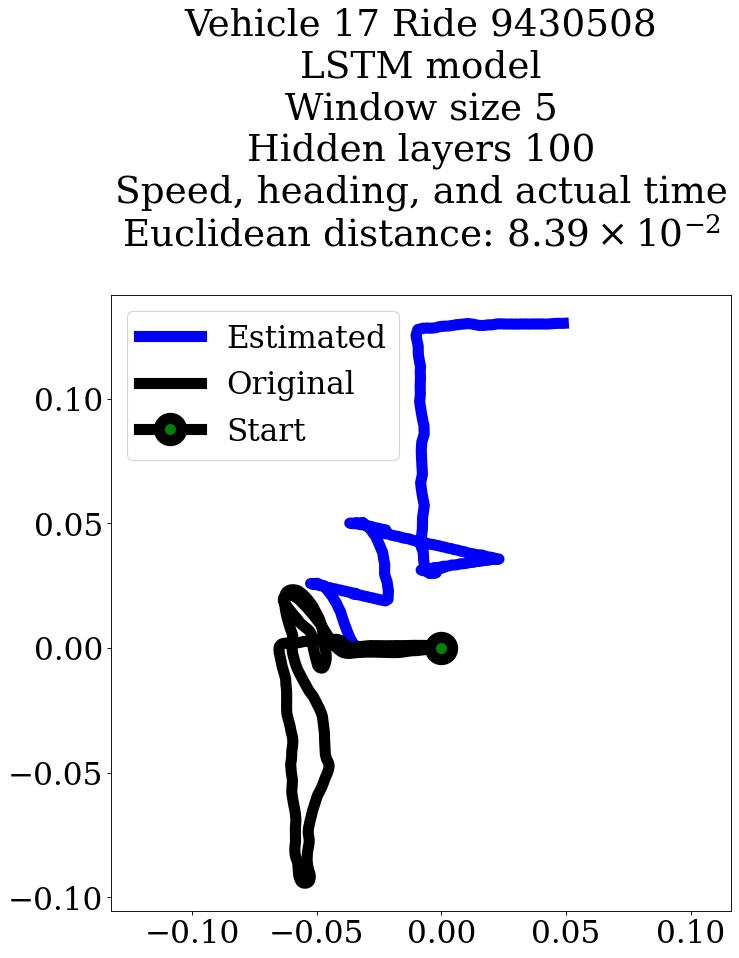 Vehicle 17 Ride 9430508
LSTM model
Window size 5
Hidden layers 100
Speed, heading, and actual time
Euclidean distance: 8.39 × 10⁻²
Estimated
Original
Start
0.10
0.05
0.00
−0.05
−0.10
−0.10 −0.05 0.00 0.05 0.10